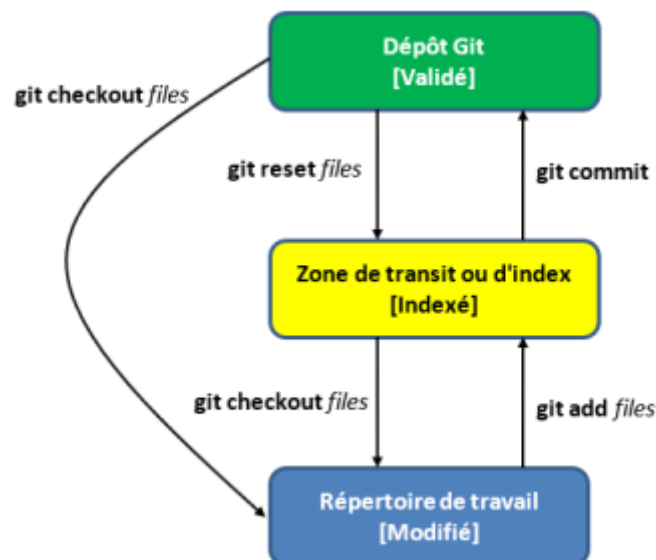 Dépôt Git
[Validé]
git checkout files
git reset files
git commit
Zone de transit ou d'index
[Indexé]
git checkout files
git add files
Répertoire de travail
[Modifié]